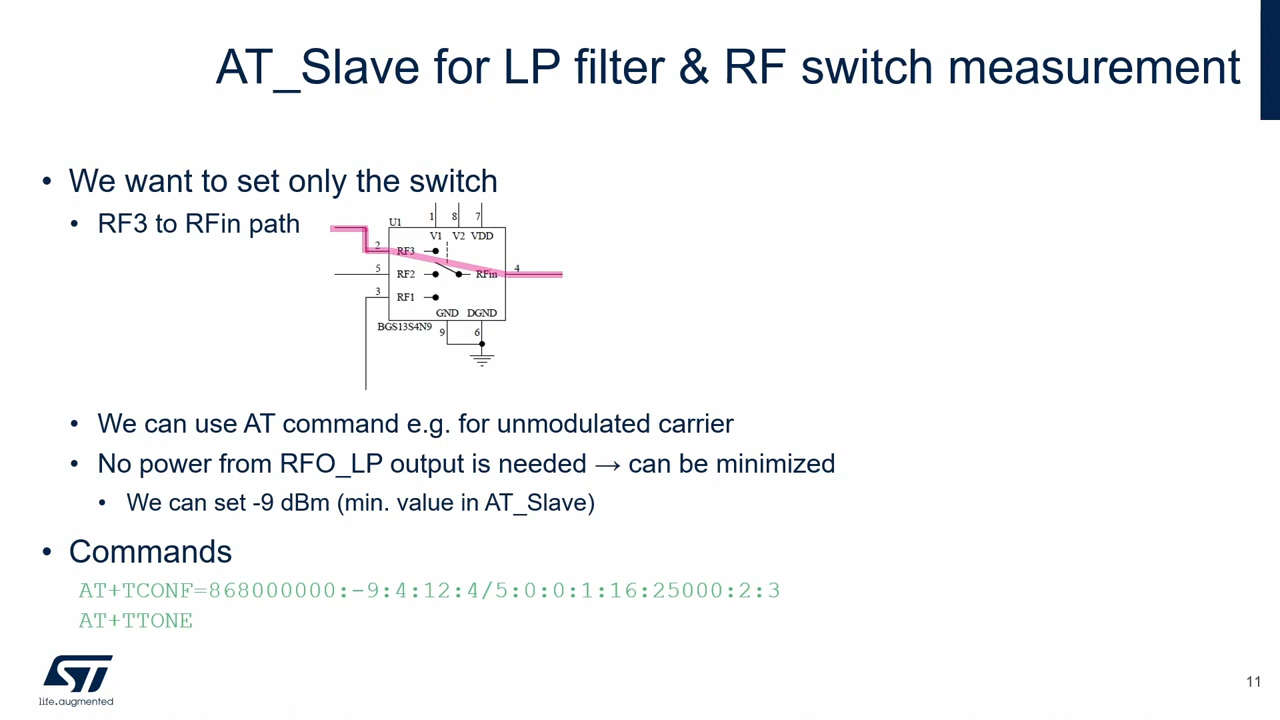 AT_Slave for LP filter & RF switch measurement
• We want to set only the switch
• RF3 to RFin path
U1
1 8 7
V1 V2 VDD
2 RF3
5 RF2 RFin 4
3 RF1
GND DGND
BGS13S4N9 9 6
• We can use AT command e.g. for unmodulated carrier
• No power from RFO_LP output is needed → can be minimized
• We can set -9 dBm (min. value in AT_Slave)
• Commands
AT+TCONF=868000000:-9:4:12:4/5:0:0:1:16:25000:2:3
AT+TTONE
ST
life.augmented
11